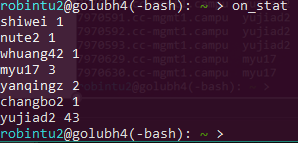 robintu2@golubh4(-bash): ~ > on_stat
shiwei 1
nute2 1
whuang42 1
myu17 3
yanqingz 2
changbo2 1
yujiad2 43
robintu2@golubh4(-bash): ~ >